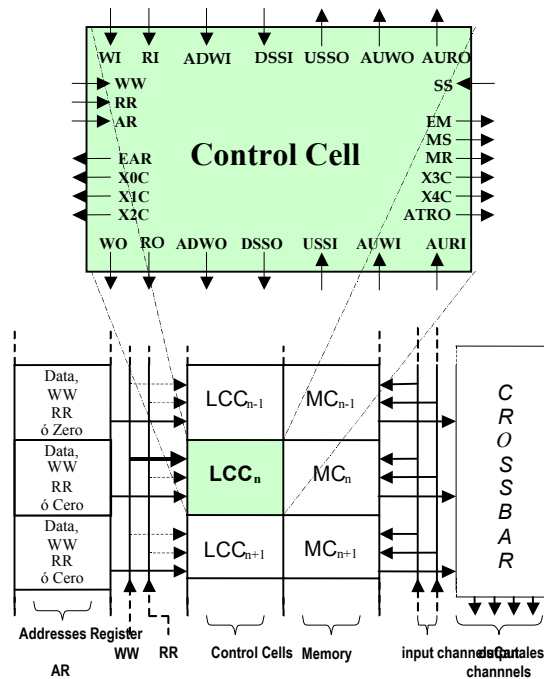 WI RI ADWI DSSI USSO AUWO AURO
WW SS
RR
AR EM
MS
EAR MR
Control Cell
X0C X3C
X1C X4C
X2C ATRO
WO RO ADWO DSSO USSI AUWI AURI
Data,
WW
RR
ó Zero
LCCn-1 MCn-1
Data,
WW
RR
ó Cero
LCCn MCn
Data,
WW
RR
ó Cero
LCCn+1 MCn+1
CROSSBAR
Addresses Register
AR
WW RR Control Cells Memory input channels
channnels